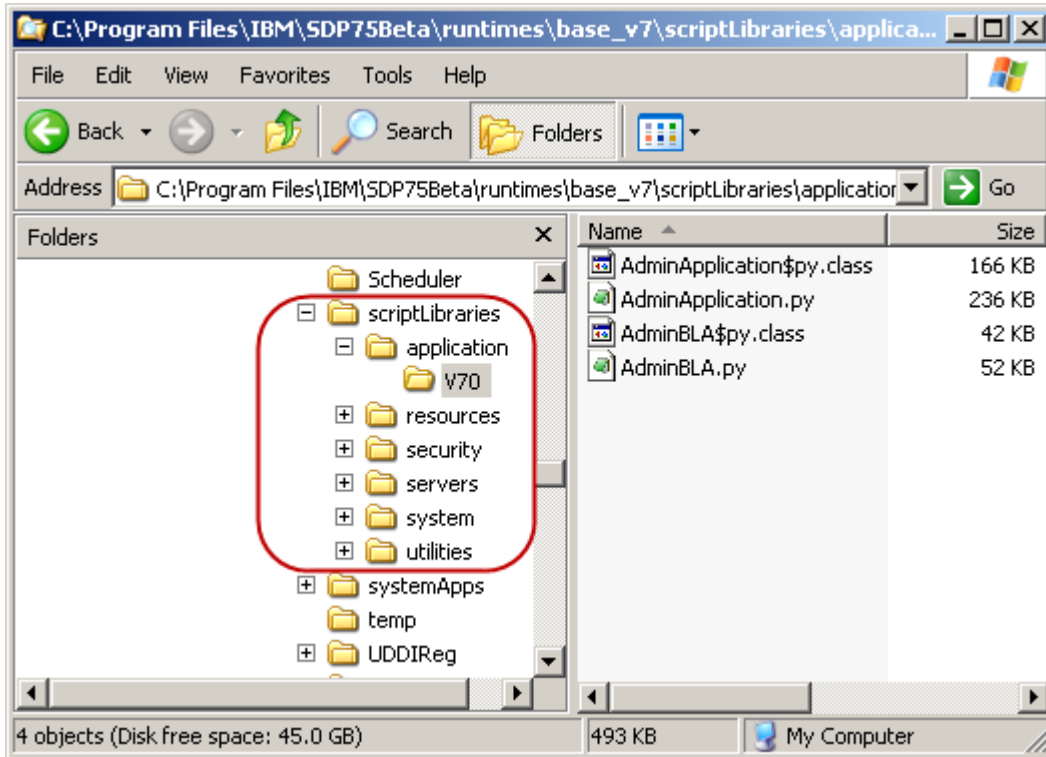 C:\Program Files\IBM\SDP75Beta\runtimes\base_v7\scriptLibraries\applica...
File Edit View Favorites Tools Help
Back Search Folders
Address C:\Program Files\IBM\SDP75Beta\runtimes\base_v7\scriptLibraries\application Go
Folders x Name Size
Scheduler AdminApplication$py.class 166 KB
scriptLibraries AdminApplication.py 236 KB
application AdminBLA$py.class 42 KB
V70 AdminBLA.py 52 KB
resources
security
servers
system
utilities
systemApps
temp
UDDIReg
4 objects (Disk free space: 45.0 GB) 493 KB My Computer